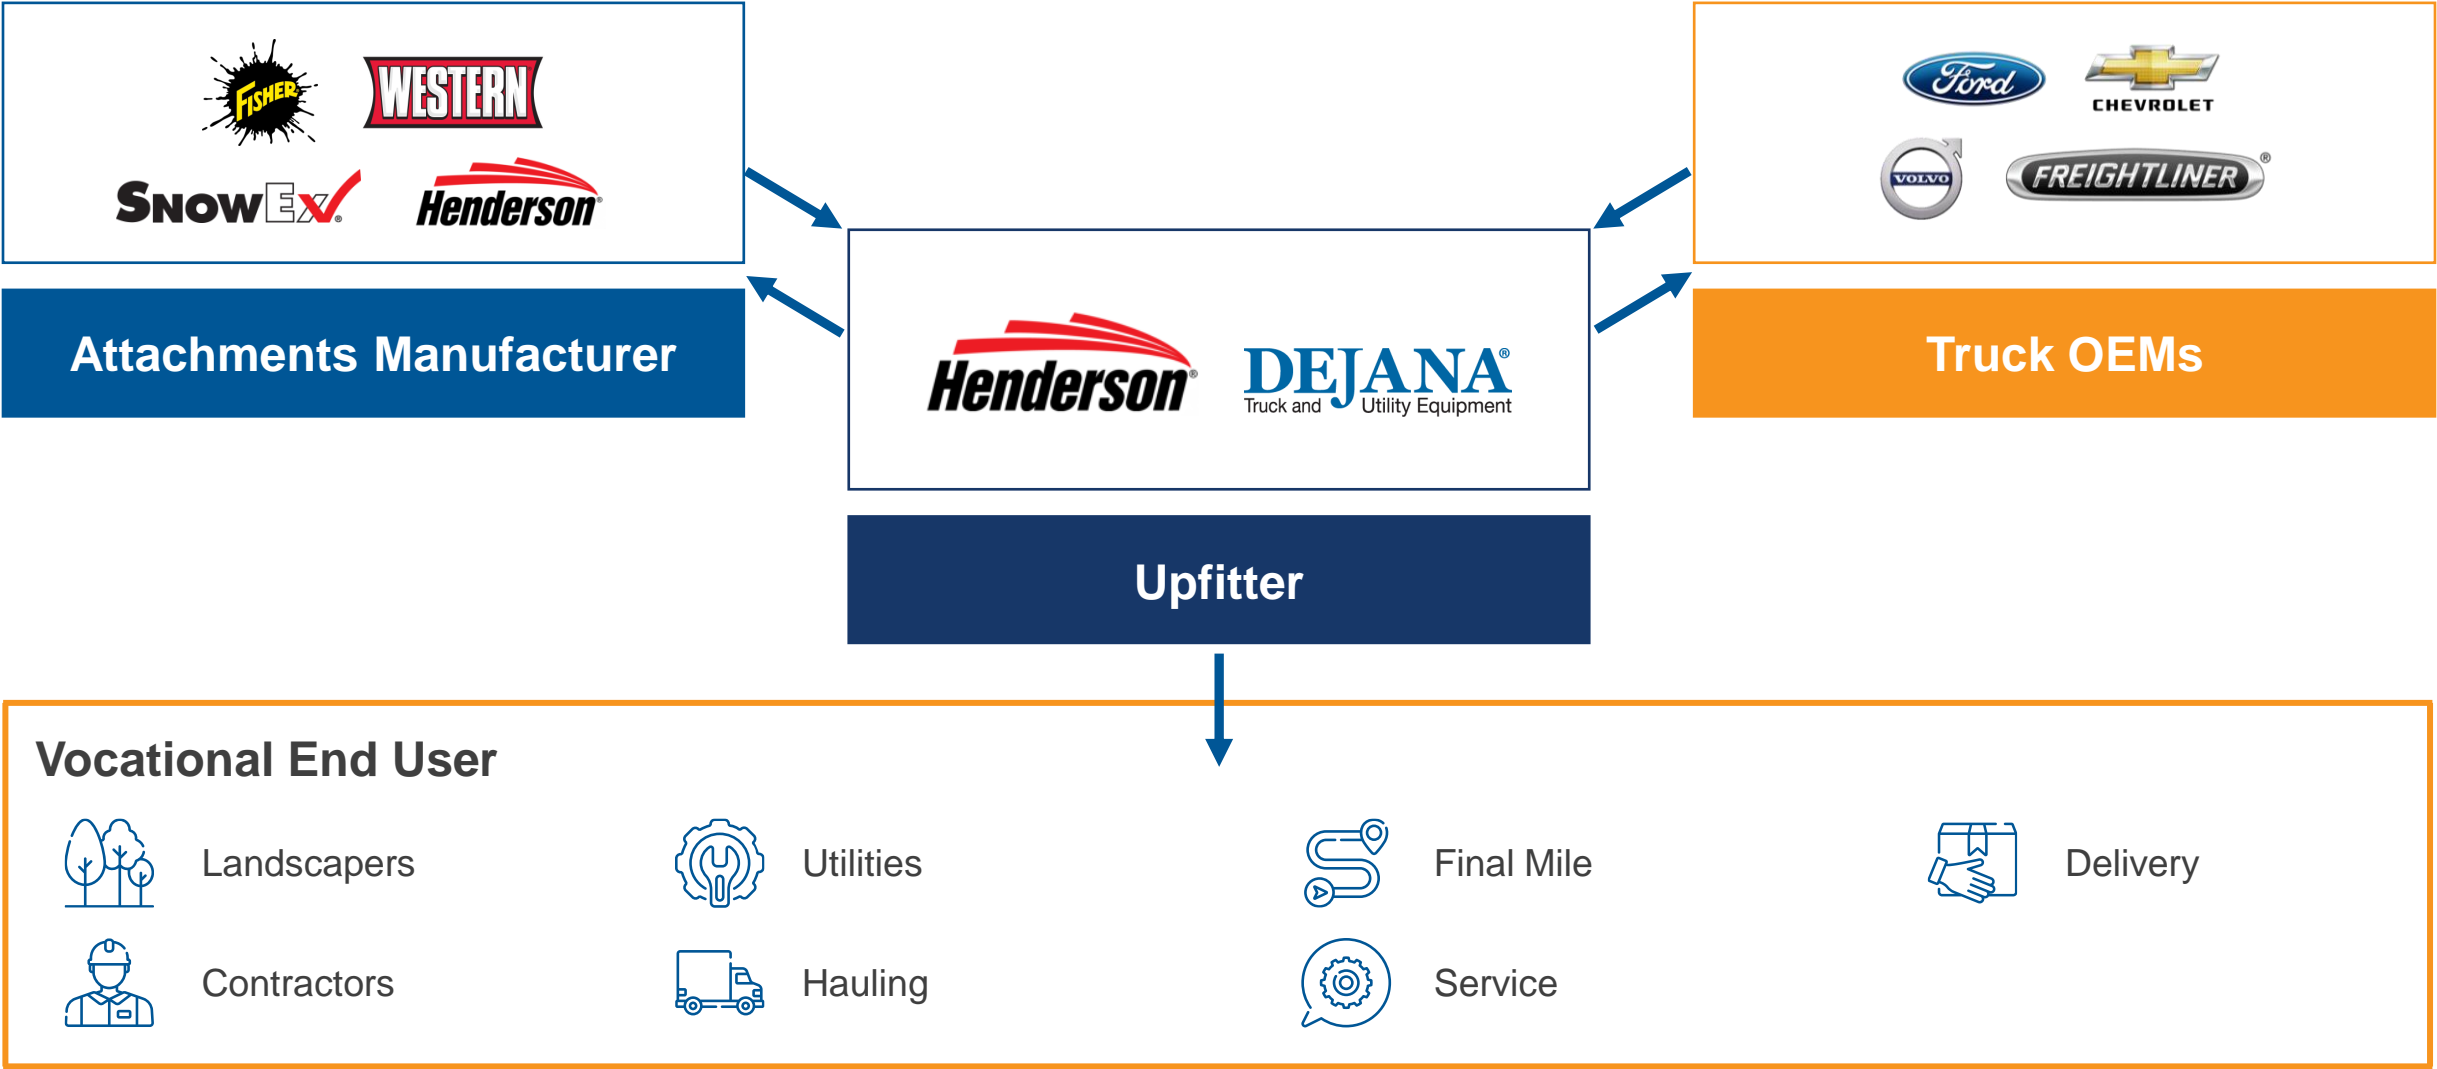 FISHER
WESTERN
SNOWEX®
Henderson®
Attachments Manufacturer
Ford
CHEVROLET
VOLVO
FREIGHTLINER®
Truck OEMs
Henderson®
DEJANA®
Truck and Utility Equipment
Upfitter
Vocational End User
Landscapers
Utilities
Final Mile
Delivery
Contractors
Hauling
Service